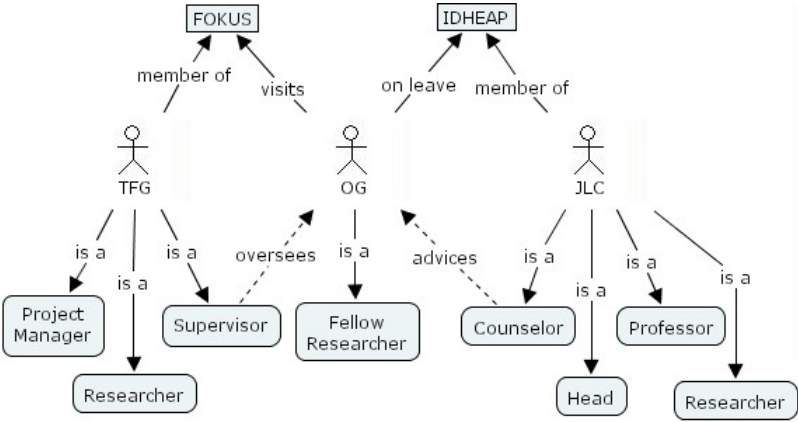 FOKUS
IDHEAP
member of
visits
on leave
member of
TFG
OG
JLC
is a
is a
is a
oversees
is a
advices
is a
is a
is a
is a
Project
Manager
Supervisor
Fellow
Researcher
Counselor
Professor
Researcher
Head
Researcher